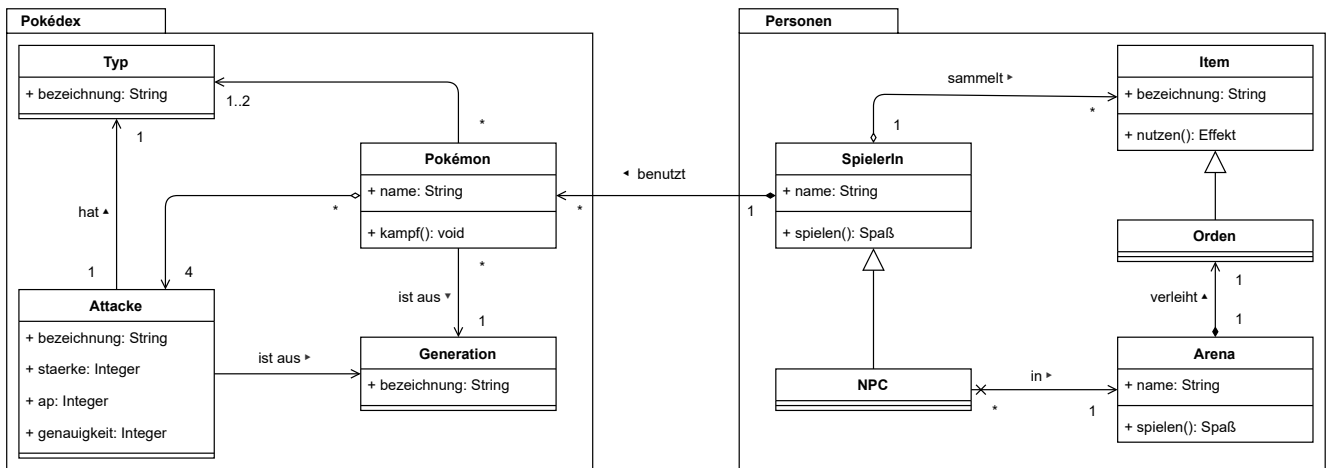 Pokédex
Typ
+ bezeichnung: String
1..2
*
1
hat ▲
1
Pokémon
+ name: String
+ kampf(): void
*
4
*
ist aus ▼
1
Attacke
+ bezeichnung: String
+ staerke: Integer
+ ap: Integer
+ genauigkeit: Integer
ist aus ►
Generation
+ bezeichnung: String
◄ benutzt
*
1
Personen
sammelt ►
1
*
Item
+ bezeichnung: String
+ nutzen(): Effekt
SpielerIn
+ name: String
+ spielen(): Spaß
Orden
verleiht ▲
1
1
NPC
in ►
*
1
Arena
+ name: String
+ spielen(): Spaß